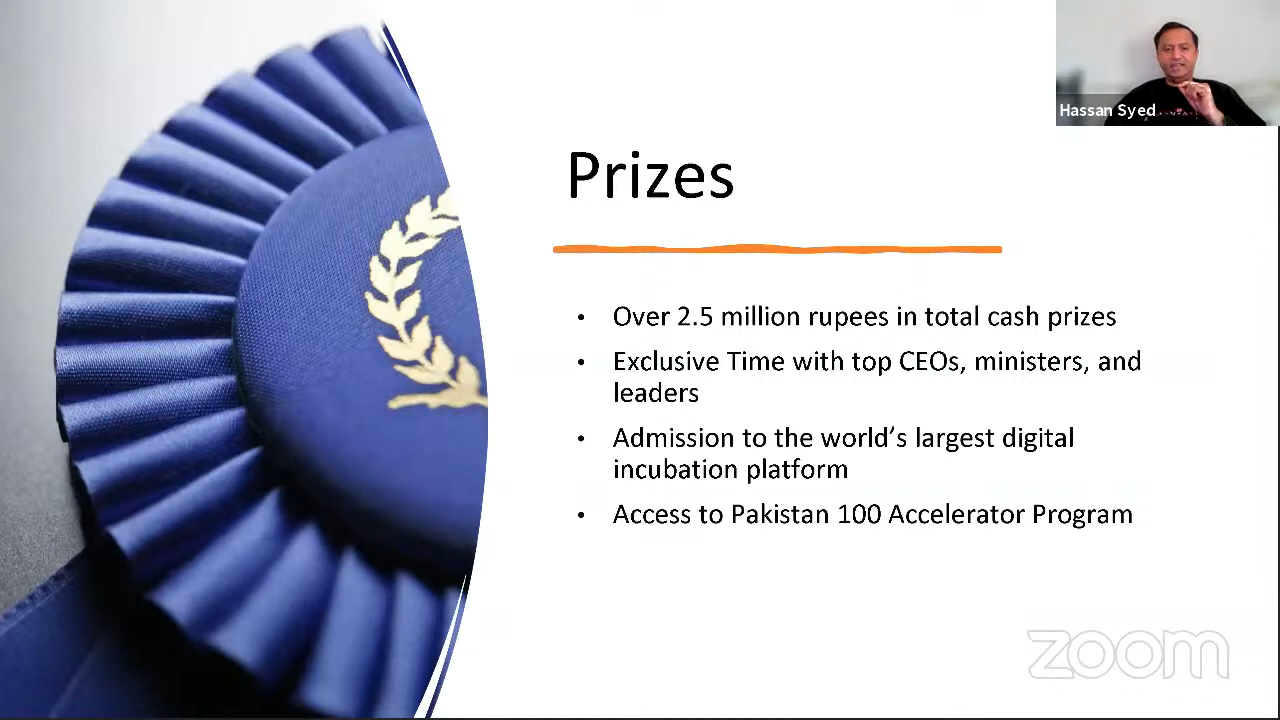 Hassan Syed
Prizes
• Over 2.5 million rupees in total cash prizes
• Exclusive Time with top CEOs, ministers, and
leaders
• Admission to the world’s largest digital
incubation platform
• Access to Pakistan 100 Accelerator Program
zoom